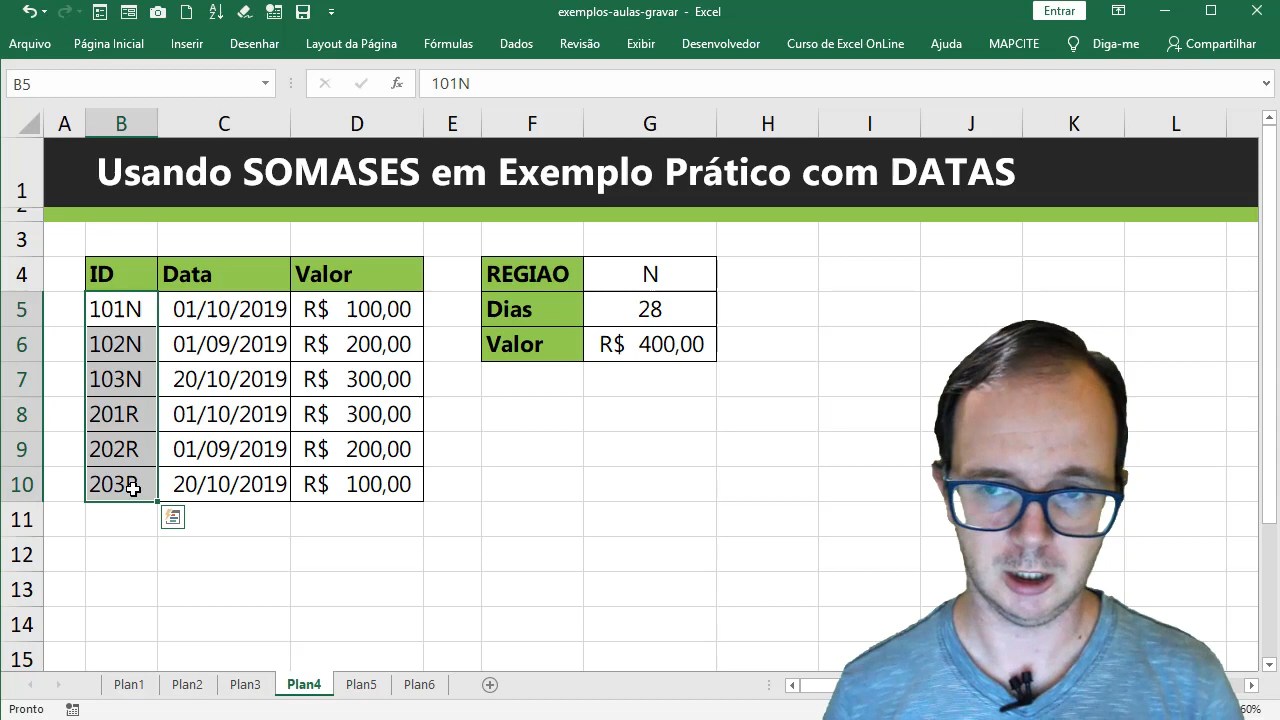 exemplos-aulas-gravar - Excel
Entrar
Arquivo Página Inicial Inserir Desenhar Layout da Página Fórmulas Dados Revisão Exibir Desenvolvedor Curso de Excel OnLine Ajuda MAPCITE Diga-me Compartilhar
B5 fx 101N
A B C D E F G H I J K L
1 Usando SOMASES em Exemplo Prático com DATAS
2
3
4 ID Data Valor REGIAO N
5 101N 01/10/2019 R$ 100,00 Dias 28
6 102N 01/09/2019 R$ 200,00 Valor R$ 400,00
7 103N 20/10/2019 R$ 300,00
8 201R 01/10/2019 R$ 300,00
9 202R 01/09/2019 R$ 200,00
10 203R 20/10/2019 R$ 100,00
11
12
13
14
15
Plan1 Plan2 Plan3 Plan4 Plan5 Plan6
Pronto 60%